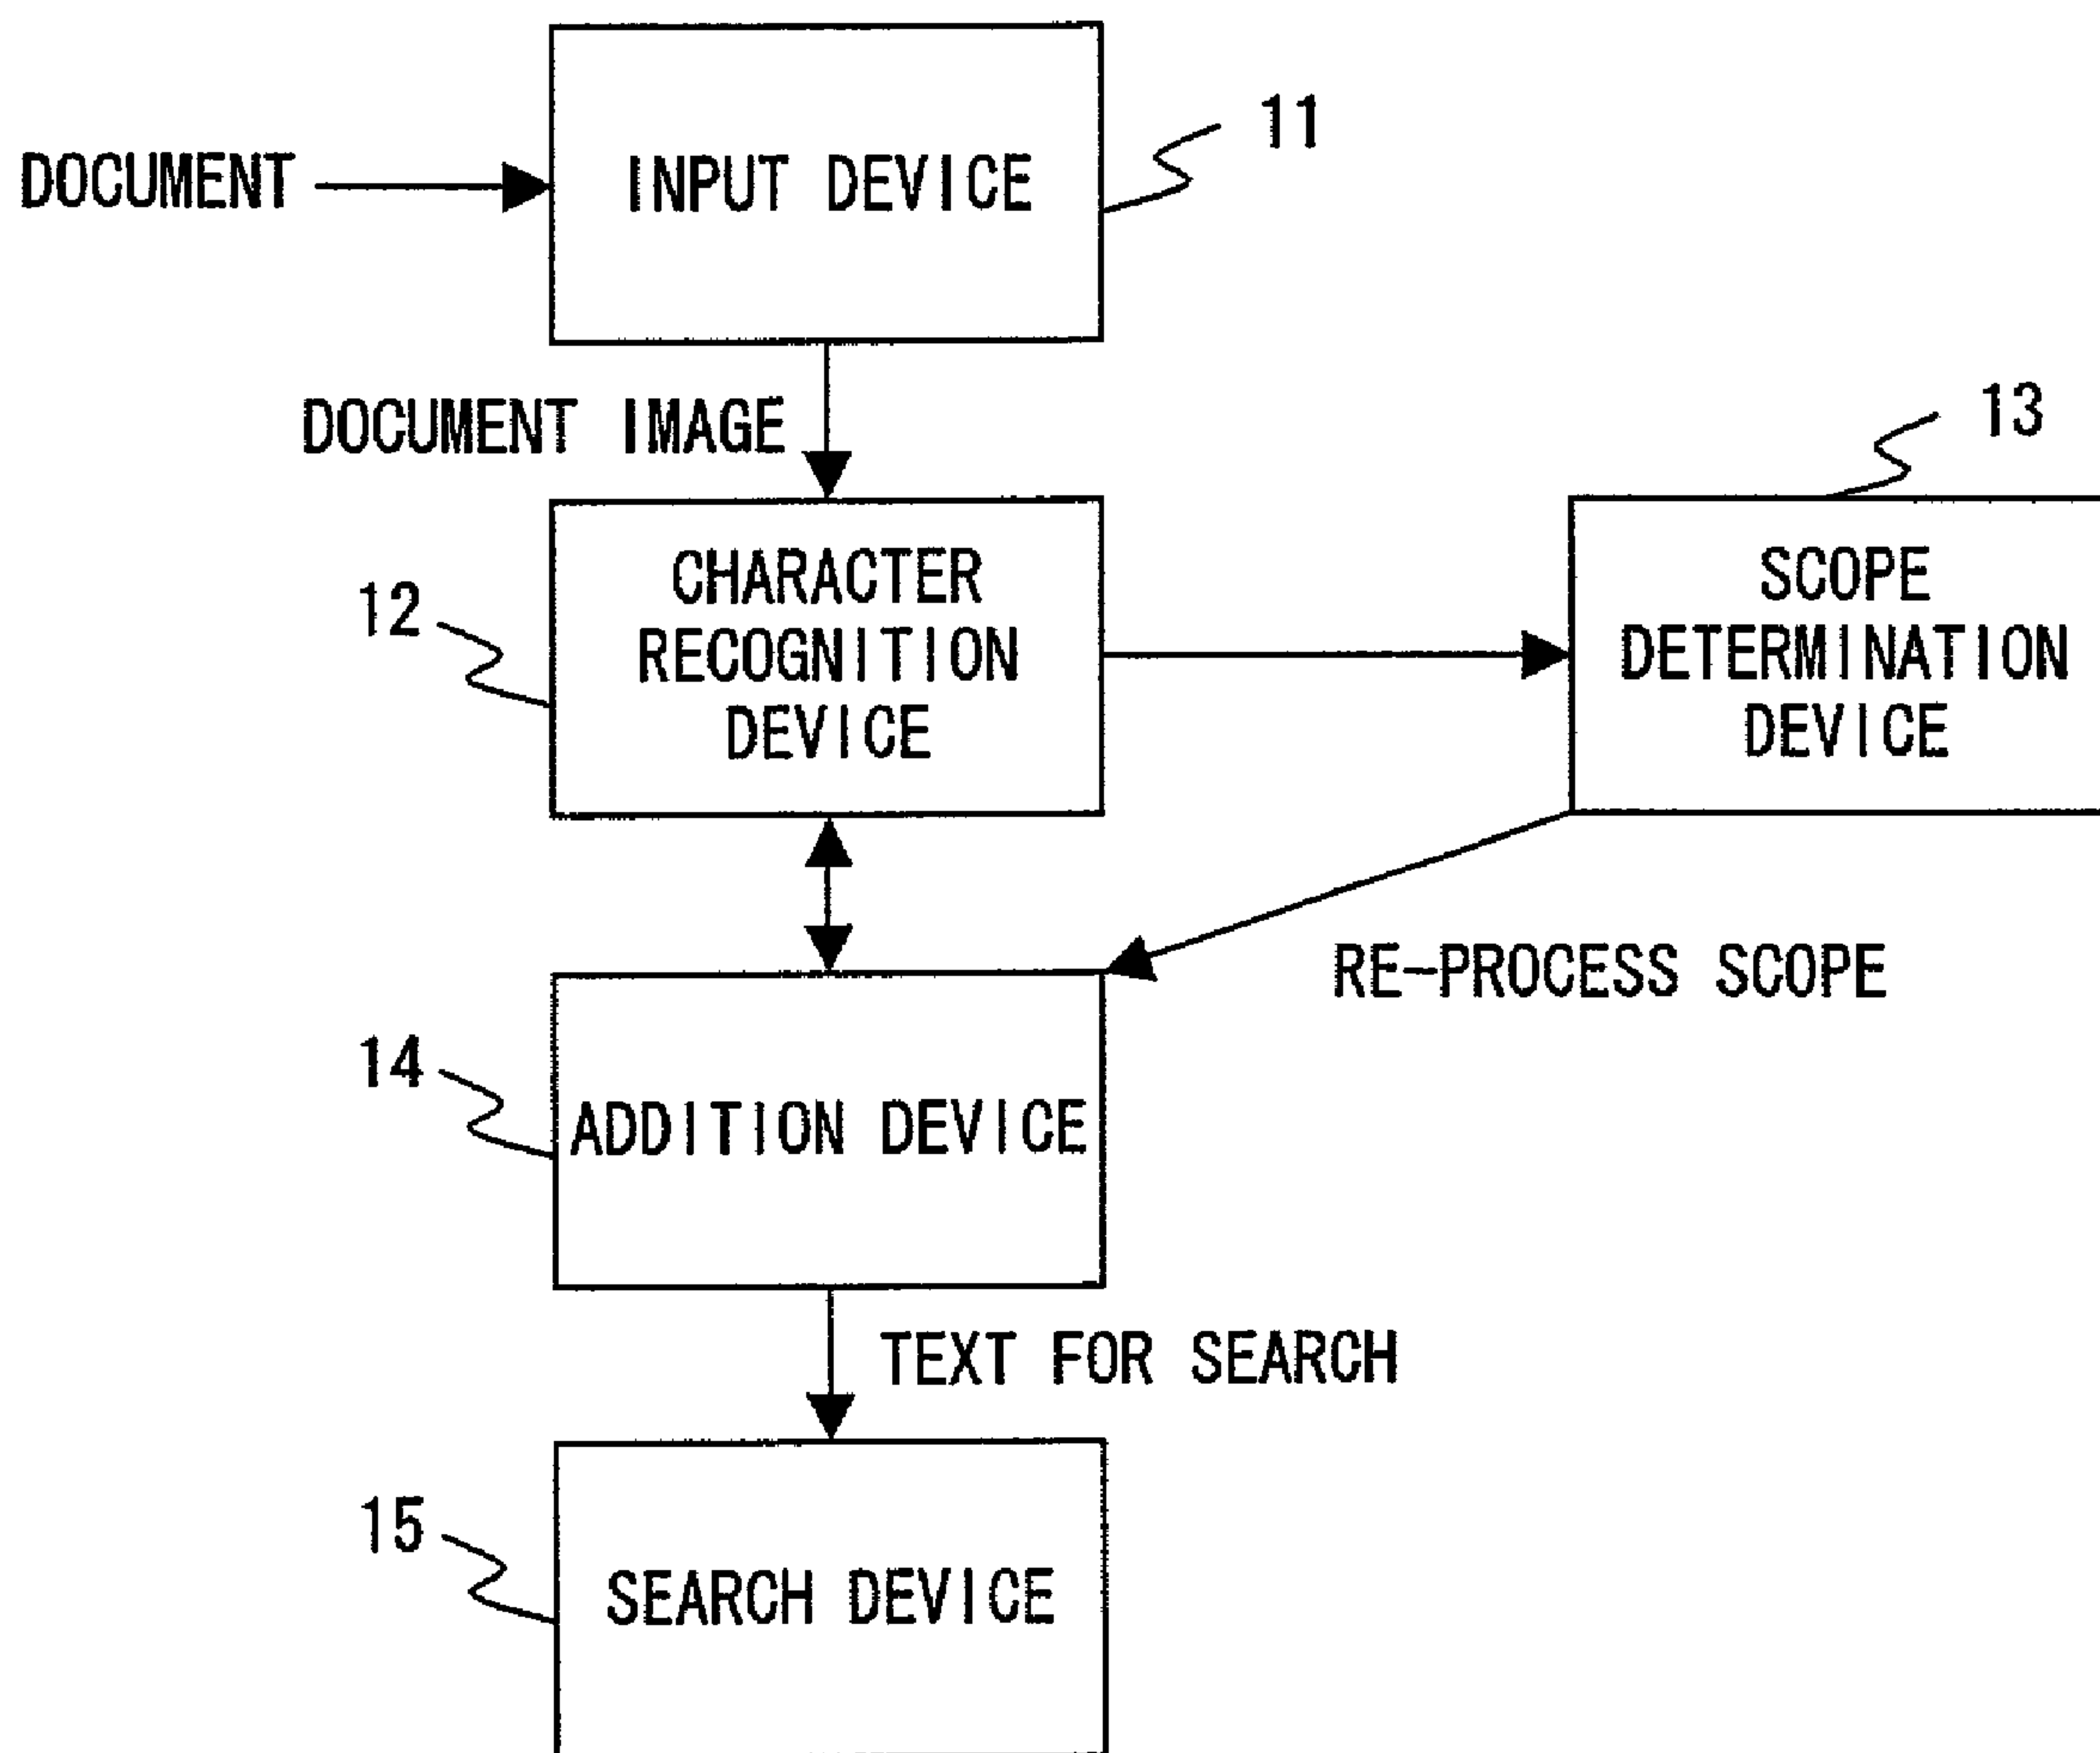 11
DOCUMENT
INPUT DEVICE
DOCUMENT IMAGE
13
12
CHARACTER
RECOGNITION
DEVICE
SCOPE
DETERMINATION
DEVICE
RE-PROCESS SCOPE
14
ADDITION DEVICE
TEXT FOR SEARCH
15
SEARCH DEVICE